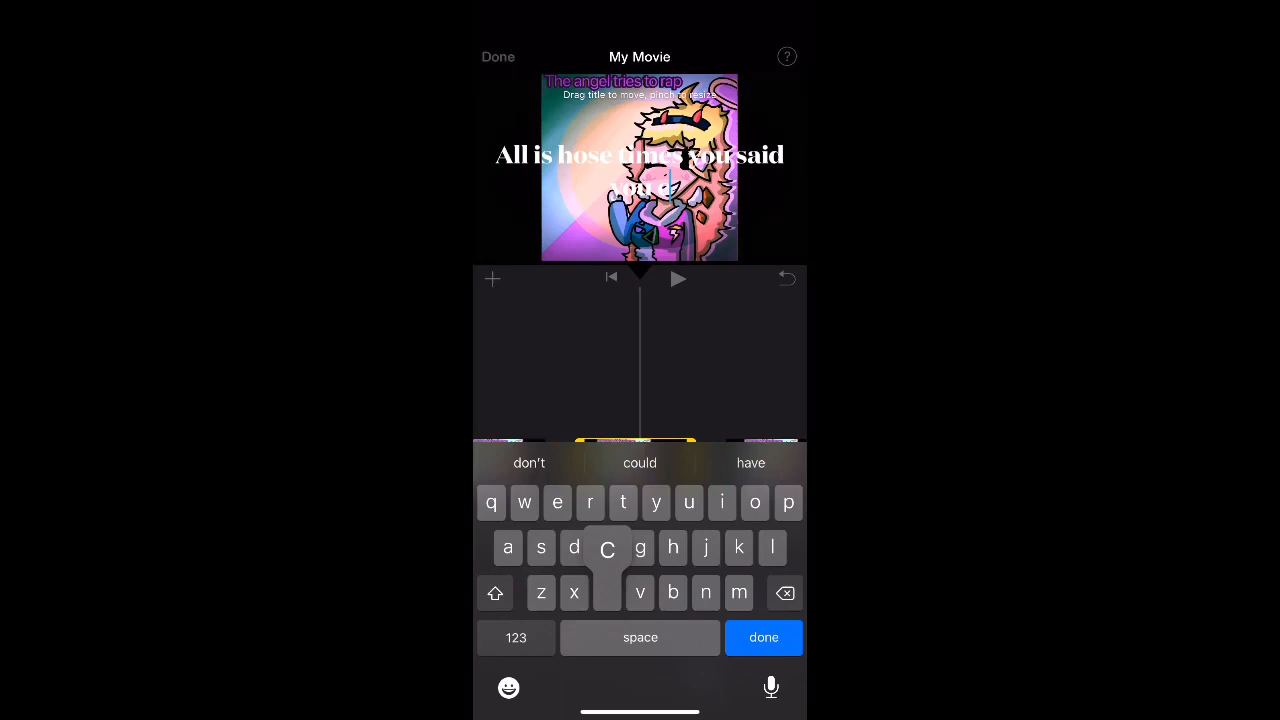 Done My Movie ?
The angel tries to rap
Drag title to move, pinch to resize.
All is hose times you said
you c
don't could have
q w e r t y u i o p
a s d C g h j k l
z x v b n m
123 space done